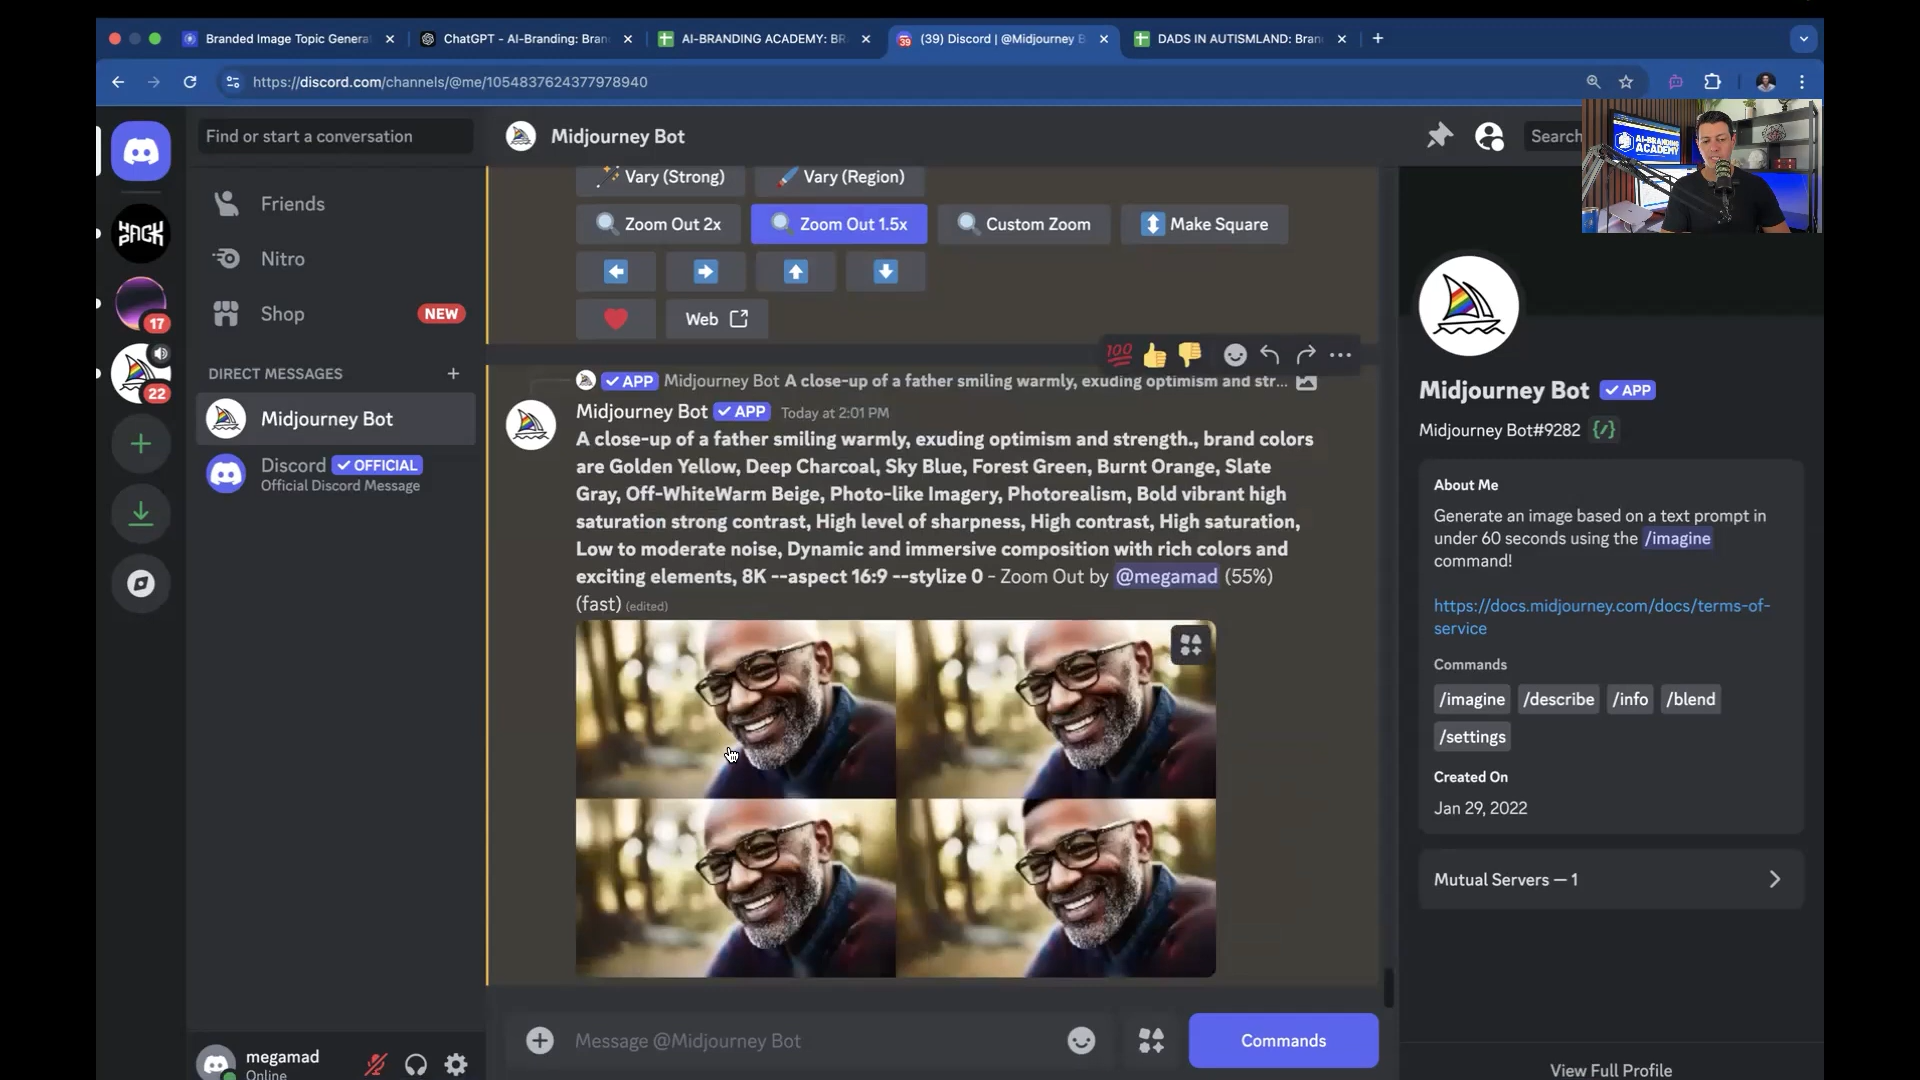 Branded Image Topic Genera
ChatGPT - AI-Branding: Bran
AI-BRANDING ACADEMY: BR
(39) Discord | @Midjourney B
DADS IN AUTISMLAND: Bran
https://discord.com/channels/@me/1054837624377978940
Find or start a conversation
Midjourney Bot
Search
AI-BRANDING
ACADEMY
Friends
Nitro
Shop
NEW
DIRECT MESSAGES
Midjourney Bot
Discord
OFFICIAL
Official Discord Message
HACK
17
22
Vary (Strong)
Vary (Region)
Zoom Out 2x
Zoom Out 1.5x
Custom Zoom
Make Square
Web
100
APP Midjourney Bot A close-up of a father smiling warmly, exuding optimism and str...
Midjourney Bot APP Today at 2:01 PM
A close-up of a father smiling warmly, exuding optimism and strength., brand colors
are Golden Yellow, Deep Charcoal, Sky Blue, Forest Green, Burnt Orange, Slate
Gray, Off-WhiteWarm Beige, Photo-like Imagery, Photorealism, Bold vibrant high
saturation strong contrast, High level of sharpness, High contrast, High saturation,
Low to moderate noise, Dynamic and immersive composition with rich colors and
exciting elements, 8K --aspect 16:9 --stylize 0 - Zoom Out by @megamad (55%)
(fast) (edited)
Message @Midjourney Bot
Commands
megamad
Online
Midjourney Bot APP
Midjourney Bot#9282
About Me
Generate an image based on a text prompt in
under 60 seconds using the /imagine
command!
https://docs.midjourney.com/docs/terms-of-
service
Commands
/imagine /describe /info /blend
/settings
Created On
Jan 29, 2022
Mutual Servers — 1
View Full Profile